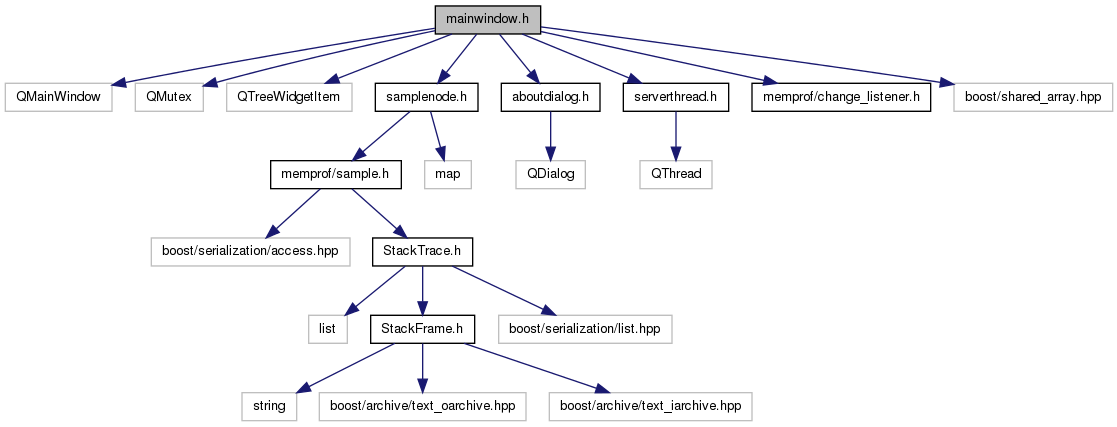 mainwindow.h
QMainWindow
QMutex
QTreeWidgetItem
samplenode.h
aboutdialog.h
serverthread.h
memprof/change_listener.h
boost/shared_array.hpp
memprof/sample.h
map
QDialog
QThread
boost/serialization/access.hpp
StackTrace.h
list
StackFrame.h
boost/serialization/list.hpp
string
boost/archive/text_oarchive.hpp
boost/archive/text_iarchive.hpp